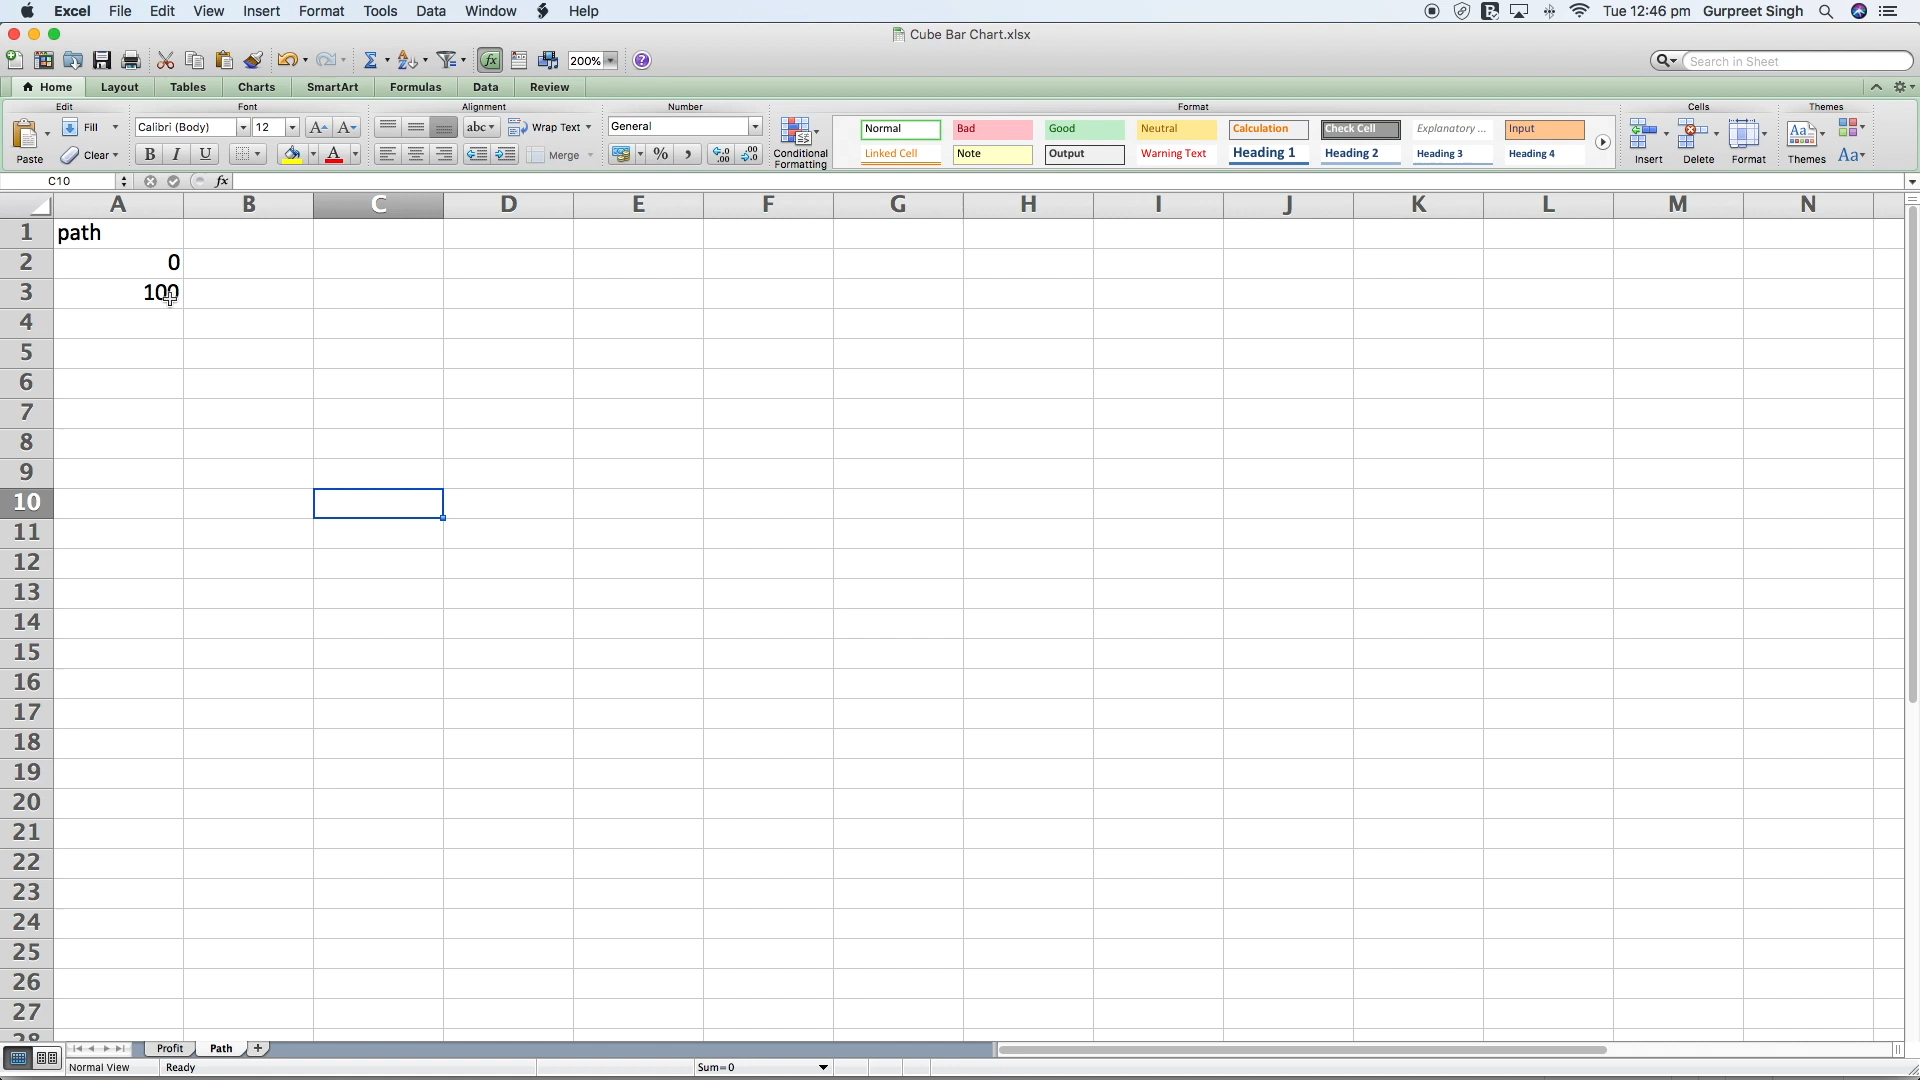 Excel File Edit View Insert Format Tools Data Window Help Tue 12:46 pm Gurpreet Singh
Cube Bar Chart.xlsx
200% Search in Sheet
Home Layout Tables Charts SmartArt Formulas Data Review
Edit Font Alignment Number Format Cells Themes
Paste Fill Calibri (Body) 12 A A abc Wrap Text General Conditional Formatting Normal Bad Good Neutral Calculation Check Cell Explanatory ... Input Insert Delete Format Themes Aa
Clear B I U A Merge % , Linked Cell Note Output Warning Text Heading 1 Heading 2 Heading 3 Heading 4 Aa
C10 fx
A B C D E F G H I J K L M N
1 path
2 0
3 100
4
5
6
7
8
9
10
11
12
13
14
15
16
17
18
19
20
21
22
23
24
25
26
27
28
Profit Path
Normal View Ready Sum=0